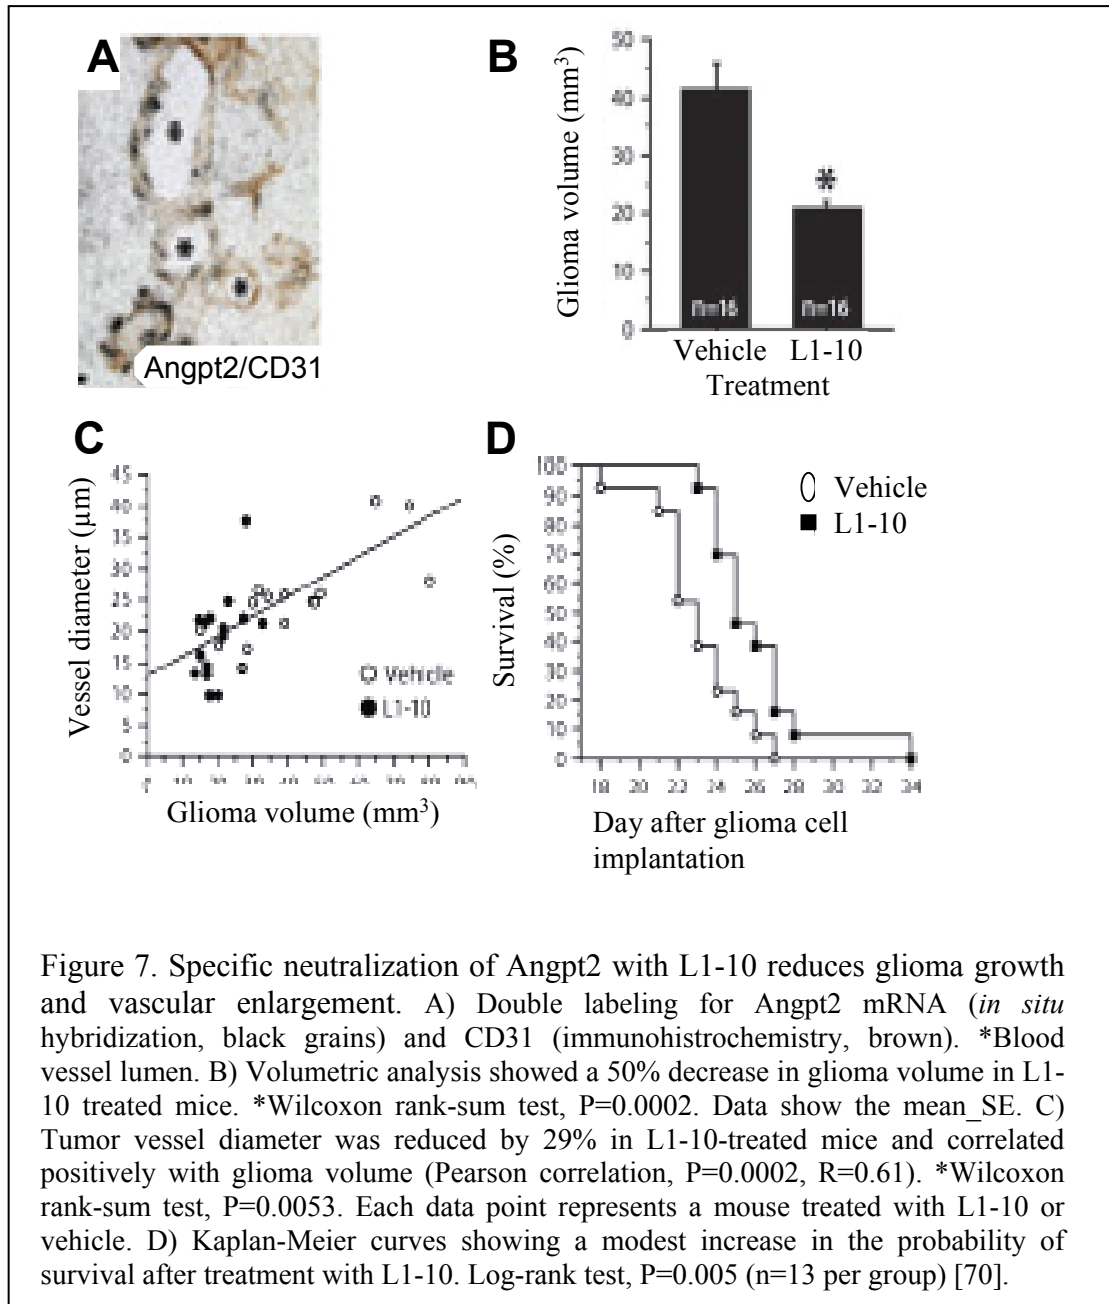 A
Angpt2/CD31
B
Glioma volume (mm3)
50
40
30
20
10
0
n=16
n=16
*
Vehicle L1-10
Treatment
C
Vessel diameter (µm)
45
40
35
30
25
20
15
10
5
0
Vehicle
L1-10
Glioma volume (mm3)
D
Survival (%)
100
90
80
70
60
50
40
30
20
10
0
18 20 22 24 26 28 30 32 34
Vehicle
L1-10
Day after glioma cell
implantation
Figure 7. Specific neutralization of Angpt2 with L1-10 reduces glioma growth
and vascular enlargement. A) Double labeling for Angpt2 mRNA (in situ
hybridization, black grains) and CD31 (immunohistrochemistry, brown). *Blood
vessel lumen. B) Volumetric analysis showed a 50% decrease in glioma volume in L1-
10 treated mice. *Wilcoxon rank-sum test, P=0.0002. Data show the mean_SE. C)
Tumor vessel diameter was reduced by 29% in L1-10-treated mice and correlated
positively with glioma volume (Pearson correlation, P=0.0002, R=0.61). *Wilcoxon
rank-sum test, P=0.0053. Each data point represents a mouse treated with L1-10 or
vehicle. D) Kaplan-Meier curves showing a modest increase in the probability of
survival after treatment with L1-10. Log-rank test, P=0.005 (n=13 per group) [70].